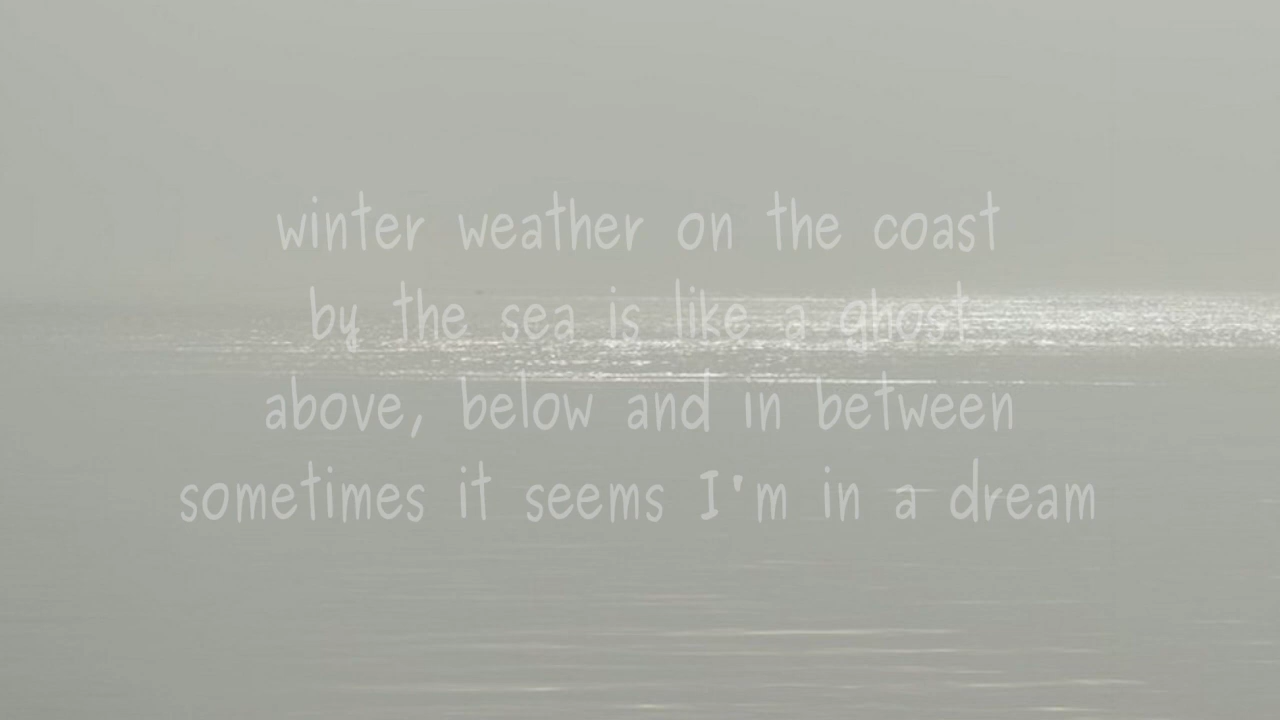 winter weather on the coast
by the sea is like a ghost
above, below and in between
sometimes it seems I'm in a dream